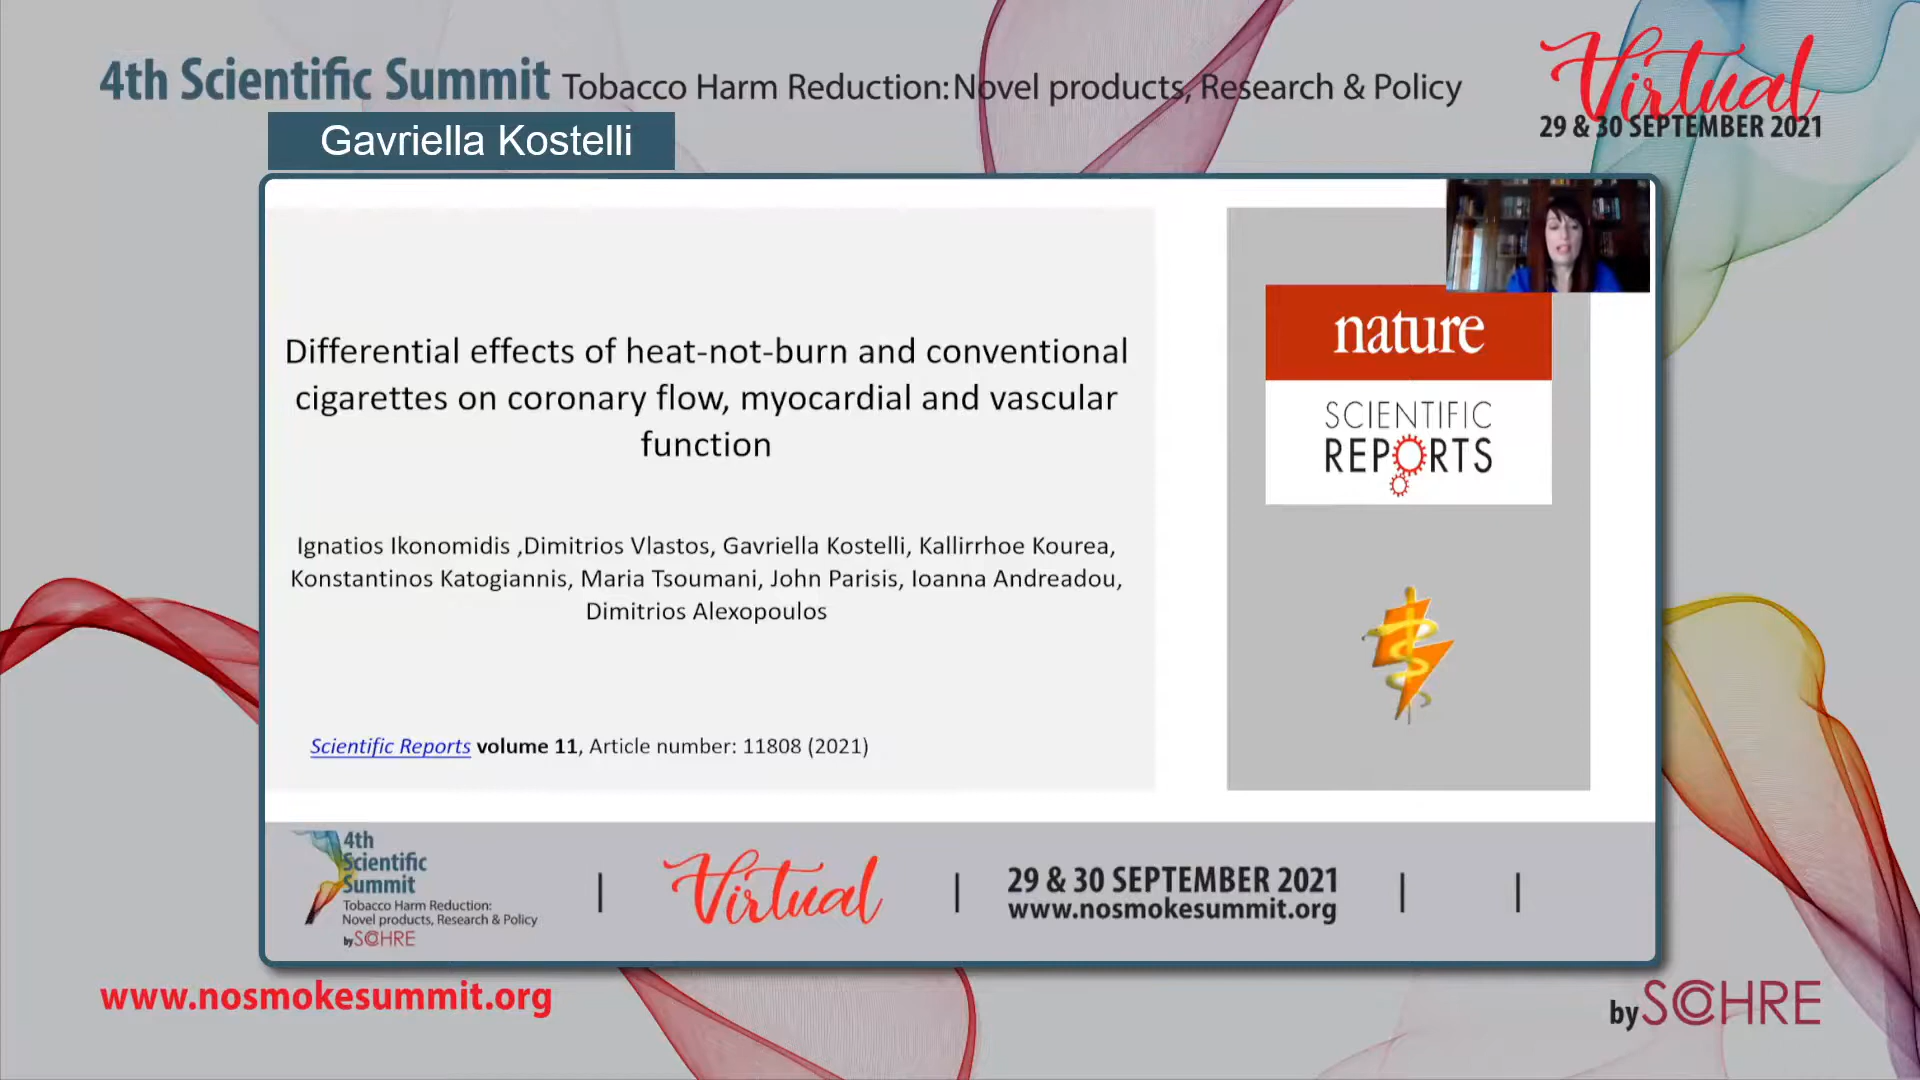 4th Scientific Summit Tobacco Harm Reduction: Novel products, Research & Policy
Virtual
29 & 30 SEPTEMBER 2021
Gavriella Kostelli
Differential effects of heat-not-burn and conventional
cigarettes on coronary flow, myocardial and vascular
function
Ignatios Ikonomidis ,Dimitrios Vlastos, Gavriella Kostelli, Kallirrhoe Kourea,
Konstantinos Katogiannis, Maria Tsoumani, John Parisis, Ioanna Andreadou,
Dimitrios Alexopoulos
Scientific Reports volume 11, Article number: 11808 (2021)
nature
SCIENTIFIC
REPORTS
4th
Scientific
Summit
Tobacco Harm Reduction:
Novel products, Research & Policy
by SCOHRE
Virtual
29 & 30 SEPTEMBER 2021
www.nosmokesummit.org
www.nosmokesummit.org
by SCOHRE